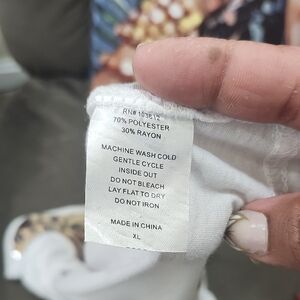 RN# 103612
70% POLYESTER
30% RAYON
MACHINE WASH COLD
GENTLE CYCLE
INSIDE OUT
DO NOT BLEACH
LAY FLAT TO DRY
DO NOT IRON
MADE IN CHINA
XL